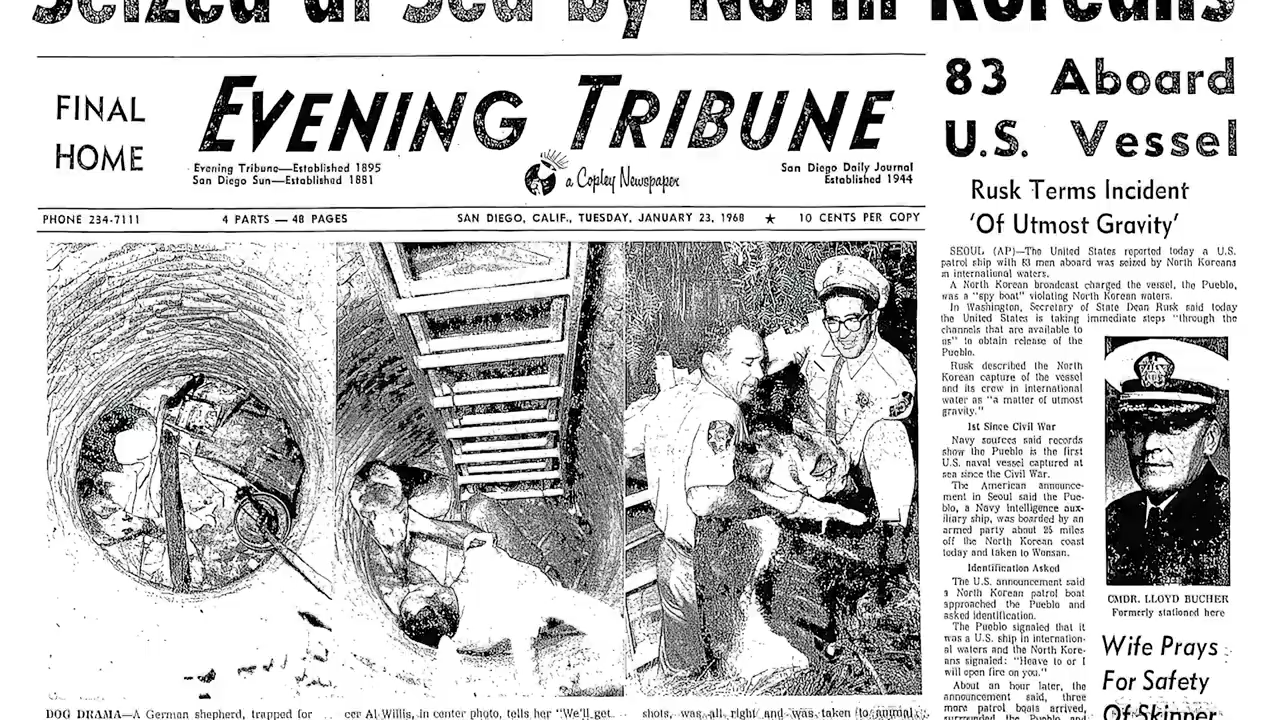 Seized at Sea by North Koreans
FINAL
HOME
EVENING TRIBUNE
Evening Tribune—Established 1895
San Diego Sun—Established 1881
a Copley Newspaper
San Diego Daily Journal
Established 1944
PHONE 234-7111
4 PARTS — 48 PAGES
SAN DIEGO, CALIF., TUESDAY, JANUARY 23, 1968 ★
10 CENTS PER COPY
83 Aboard
U.S. Vessel
Rusk Terms Incident
'Of Utmost Gravity'
SEOUL (AP)—The United States reported today a U.S.
patrol ship with 83 men aboard was seized by North Koreans
in international waters.
A North Korean broadcast charged the vessel, the Pueblo,
was a "spy boat" violating North Korean waters.
In Washington, Secretary of State Dean Rusk said today
the United States is taking immediate steps "through the
channels that are available to
us" to obtain release of the
Pueblo.
Rusk described the North
Korean capture of the vessel
and its crew in international
water as "a matter of utmost
gravity."
1st Since Civil War
Navy sources said records
show the Pueblo is the first
U.S. naval vessel captured at
sea since the Civil War.
The American announce-
ment in Seoul said the Pue-
blo, a Navy intelligence aux-
iliary ship, was boarded by an
armed party about 25 miles
off the North Korean coast
today and taken to Wonsan.
Identification Asked
The U.S. announcement said
a North Korean patrol boat
approached the Pueblo and
asked identification.
The Pueblo signaled that it
was a U.S. ship in internation-
al waters and the North Kore-
ans signaled: "Heave to or I
will open fire on you."
About an hour later, the
announcement said, three
more patrol boats arrived,
surrounded the Pueblo and
CMDR. LLOYD BUCHER
Formerly stationed here
Wife Prays
For Safety
Of Skipper
DOG DRAMA—A German shepherd, trapped for
cer Al Willis, in center photo, tells her "We'll get
shots, was all right and was taken to animal